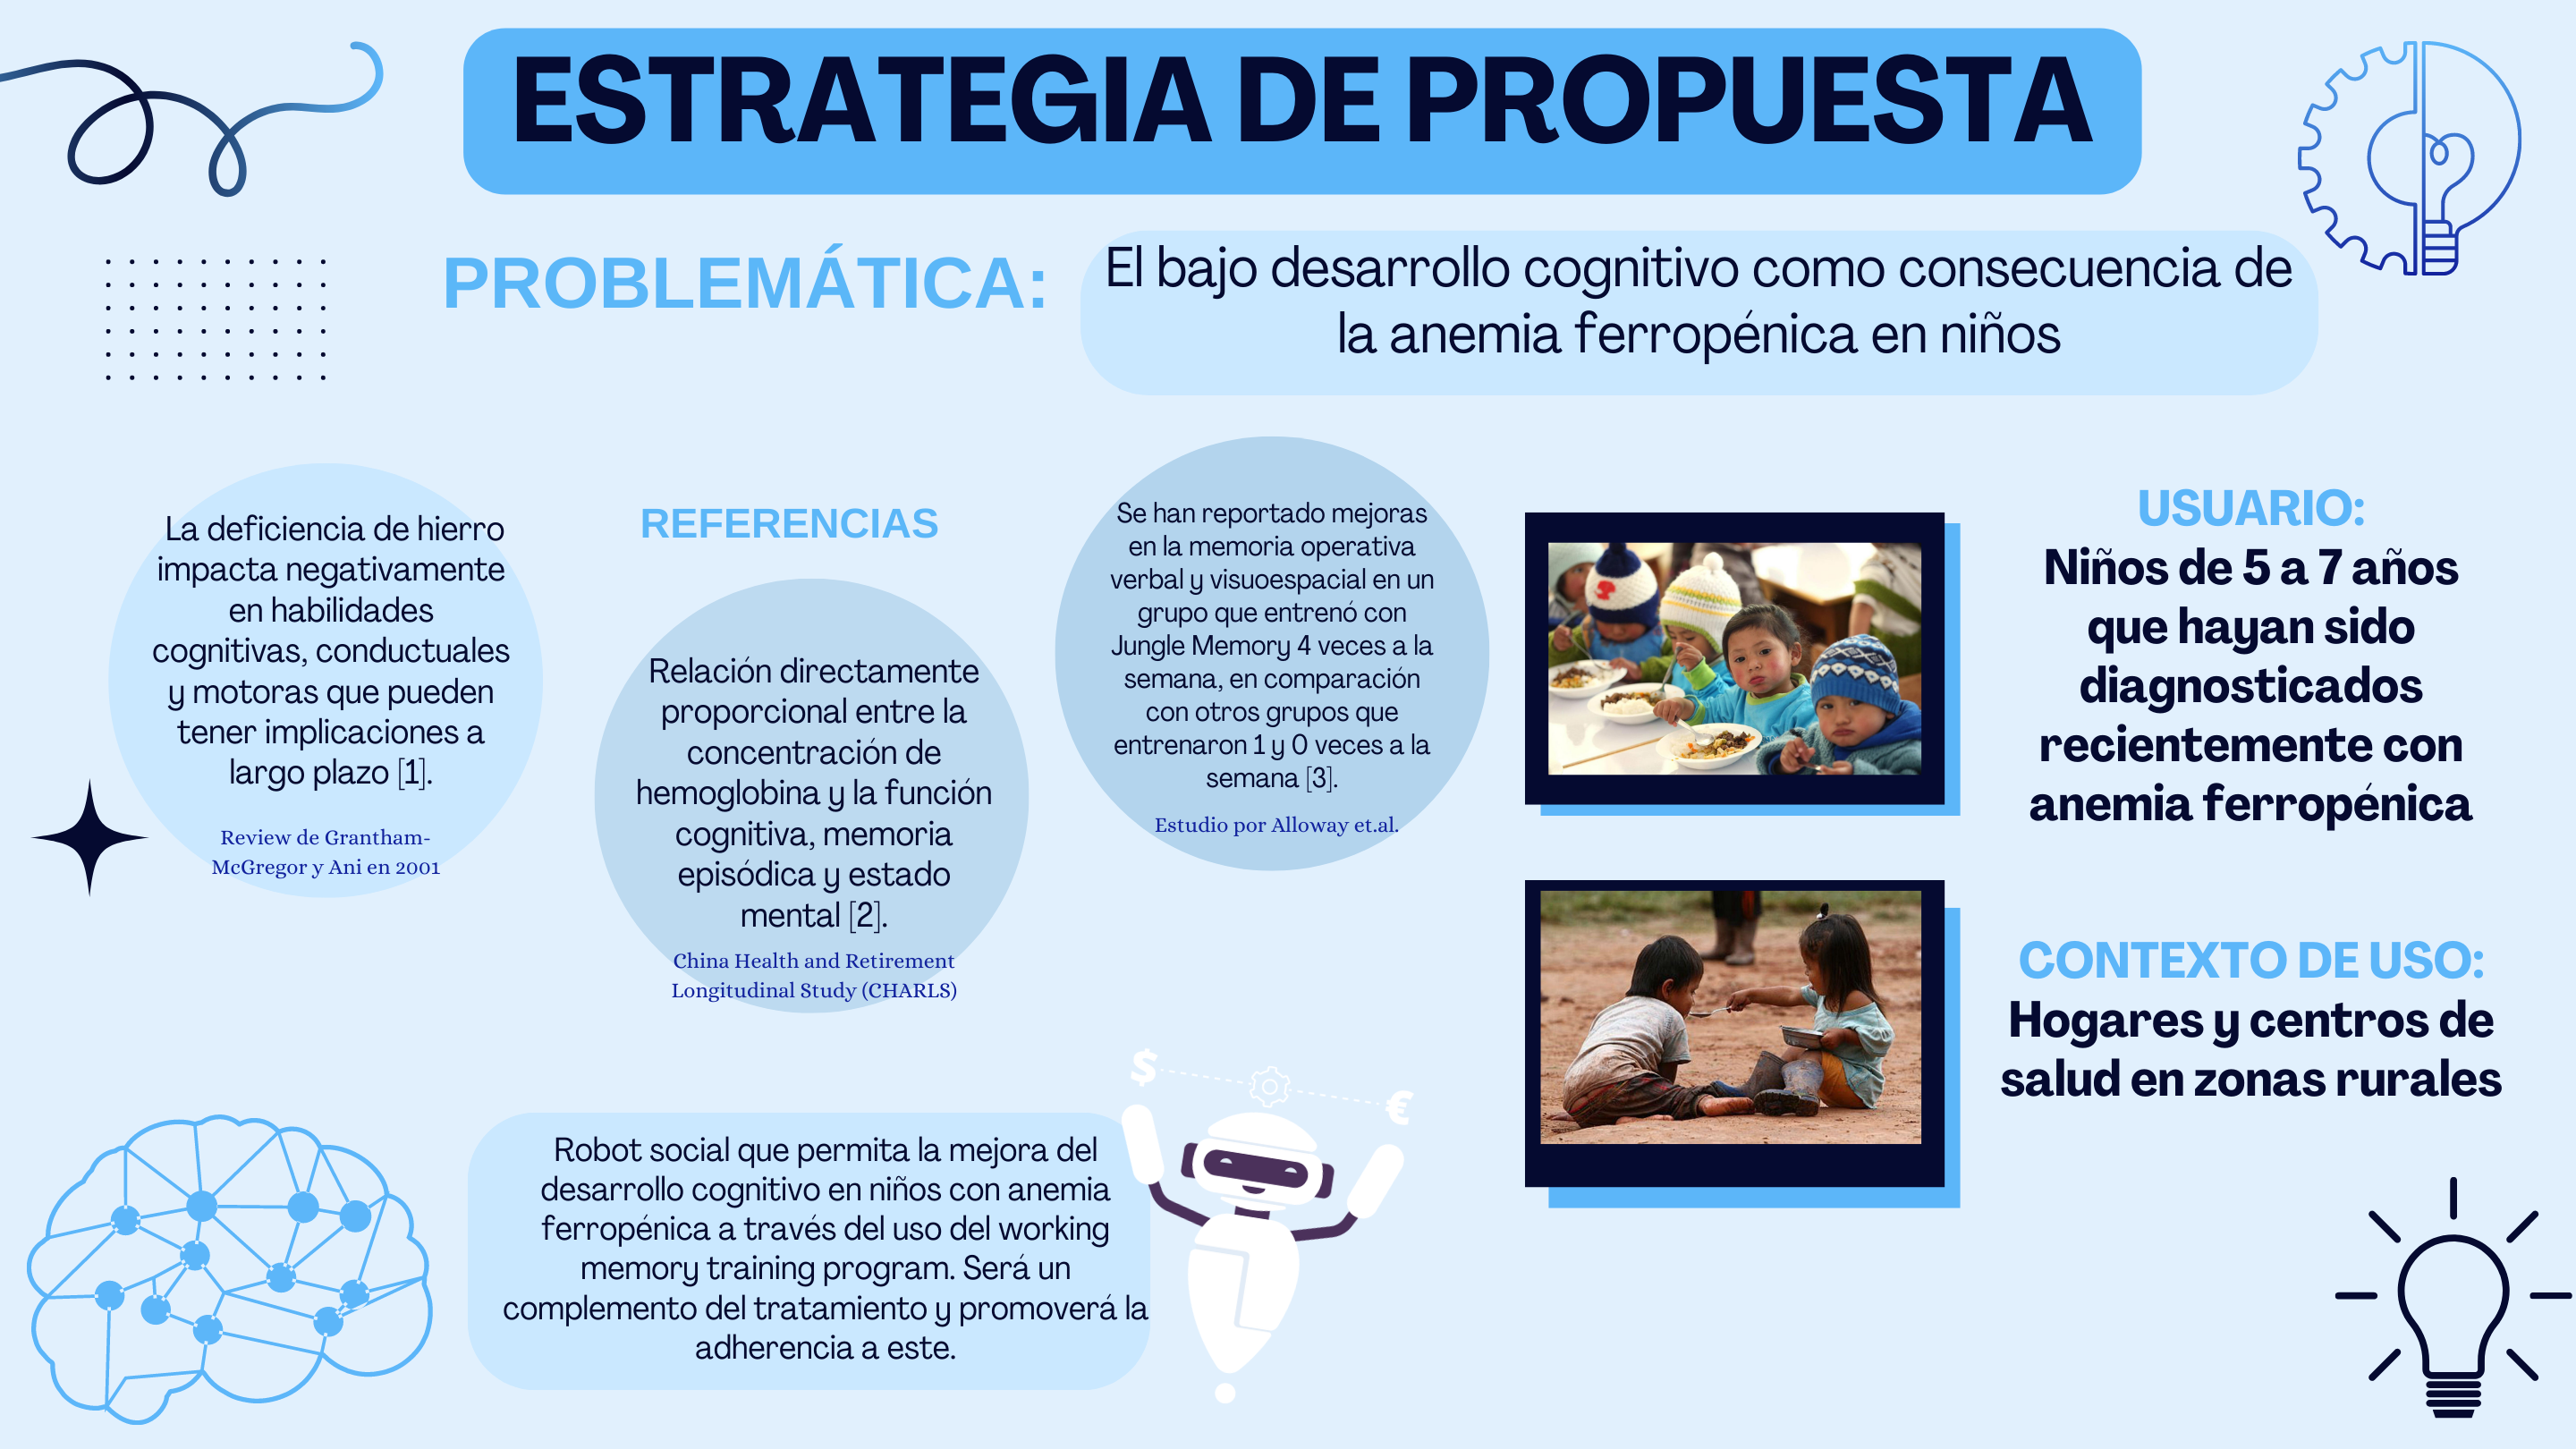 ESTRATEGIA DE PROPUESTA
PROBLEMÁTICA:
El bajo desarrollo cognitivo como consecuencia de
la anemia ferropénica en niños
La deficiencia de hierro
impacta negativamente
en habilidades
cognitivas, conductuales
y motoras que pueden
tener implicaciones a
largo plazo [1].
Review de Grantham-
McGregor y Ani en 2001
REFERENCIAS
Relación directamente
proporcional entre la
concentración de
hemoglobina y la función
cognitiva, memoria
episódica y estado
mental [2].
China Health and Retirement
Longitudinal Study (CHARLS)
Se han reportado mejoras
en la memoria operativa
verbal y visuoespacial en un
grupo que entrenó con
Jungle Memory 4 veces a la
semana, en comparación
con otros grupos que
entrenaron 1 y 0 veces a la
semana [3].
Estudio por Alloway et.al.
USUARIO:
Niños de 5 a 7 años
que hayan sido
diagnosticados
recientemente con
anemia ferropénica
CONTEXTO DE USO:
Hogares y centros de
salud en zonas rurales
Robot social que permita la mejora del
desarrollo cognitivo en niños con anemia
ferropénica a través del uso del working
memory training program. Será un
complemento del tratamiento y promoverá la
adherencia a este.
$
€